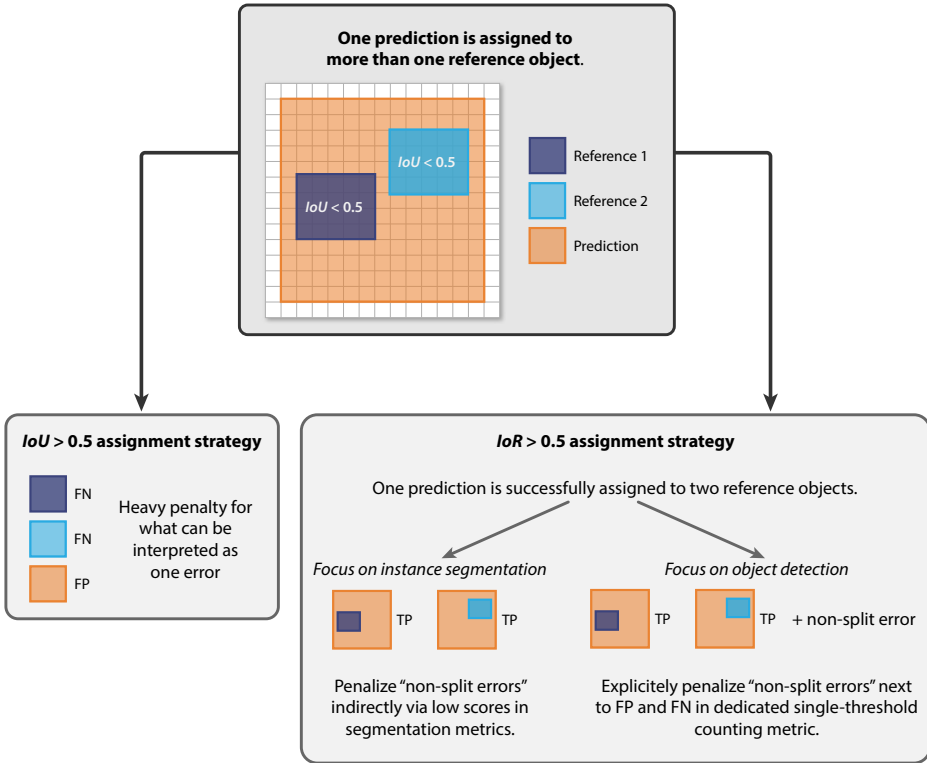 One prediction is assigned to
more than one reference object.
IoU < 0.5
IoU < 0.5
Reference 1
Reference 2
Prediction
IoU > 0.5 assignment strategy
FN
FN
FP
Heavy penalty for
what can be
interpreted as
one error
IoR > 0.5 assignment strategy
One prediction is successfully assigned to two reference objects.
Focus on instance segmentation
TP
TP
Penalize “non-split errors”
indirectly via low scores in
segmentation metrics.
Focus on object detection
TP
TP
+ non-split error
Explicitely penalize “non-split errors” next
to FP and FN in dedicated single-threshold
counting metric.